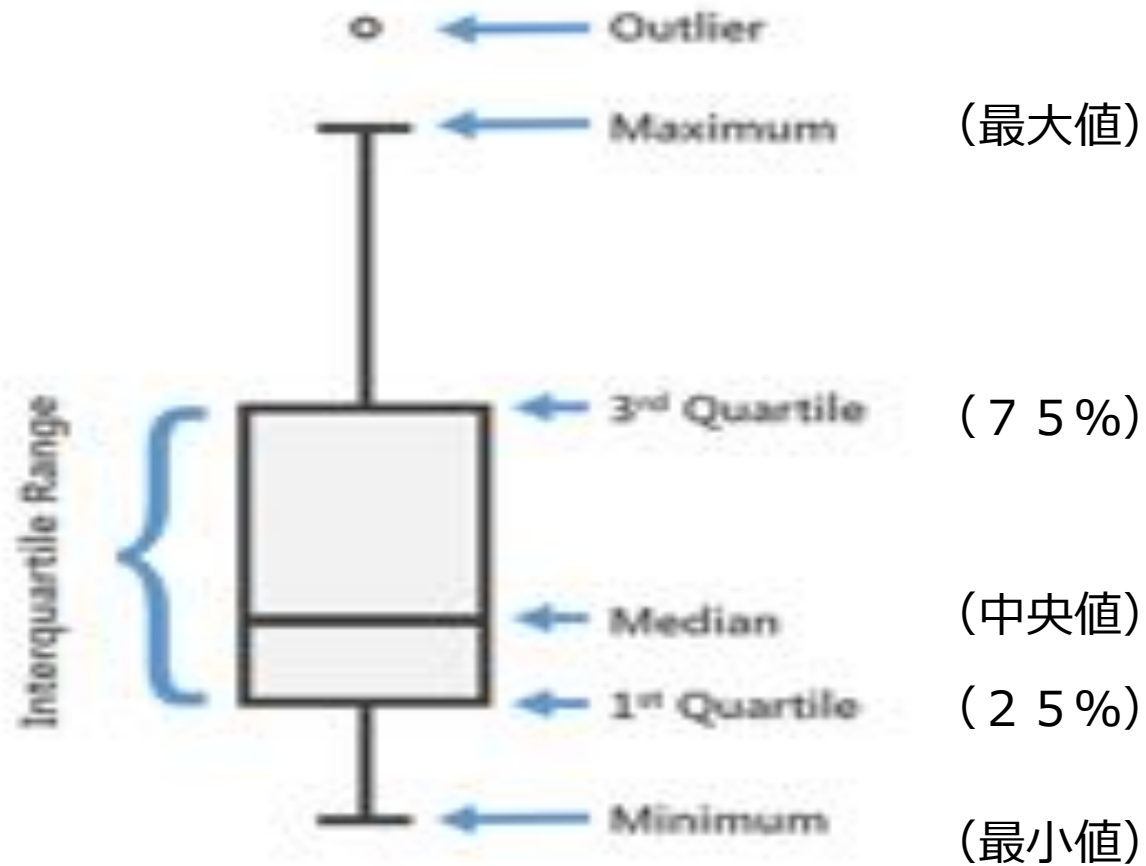 Outlier
Maximum (最大値)
3rd Quartile (７５%)
Interquartile Range
Median (中央値)
1st Quartile (２５%)
Minimum (最小値)